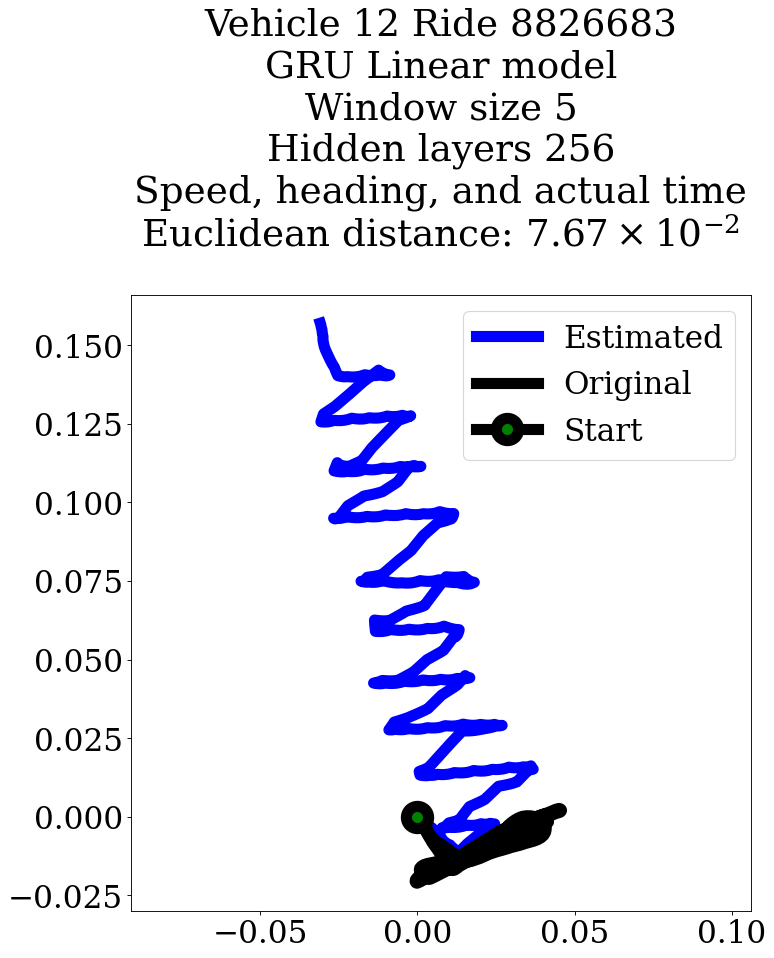 Vehicle 12 Ride 8826683
GRU Linear model
Window size 5
Hidden layers 256
Speed, heading, and actual time
Euclidean distance: 7.67 × 10⁻²
Estimated
Original
Start
0.150
0.125
0.100
0.075
0.050
0.025
0.000
−0.025
−0.05
0.00
0.05
0.10